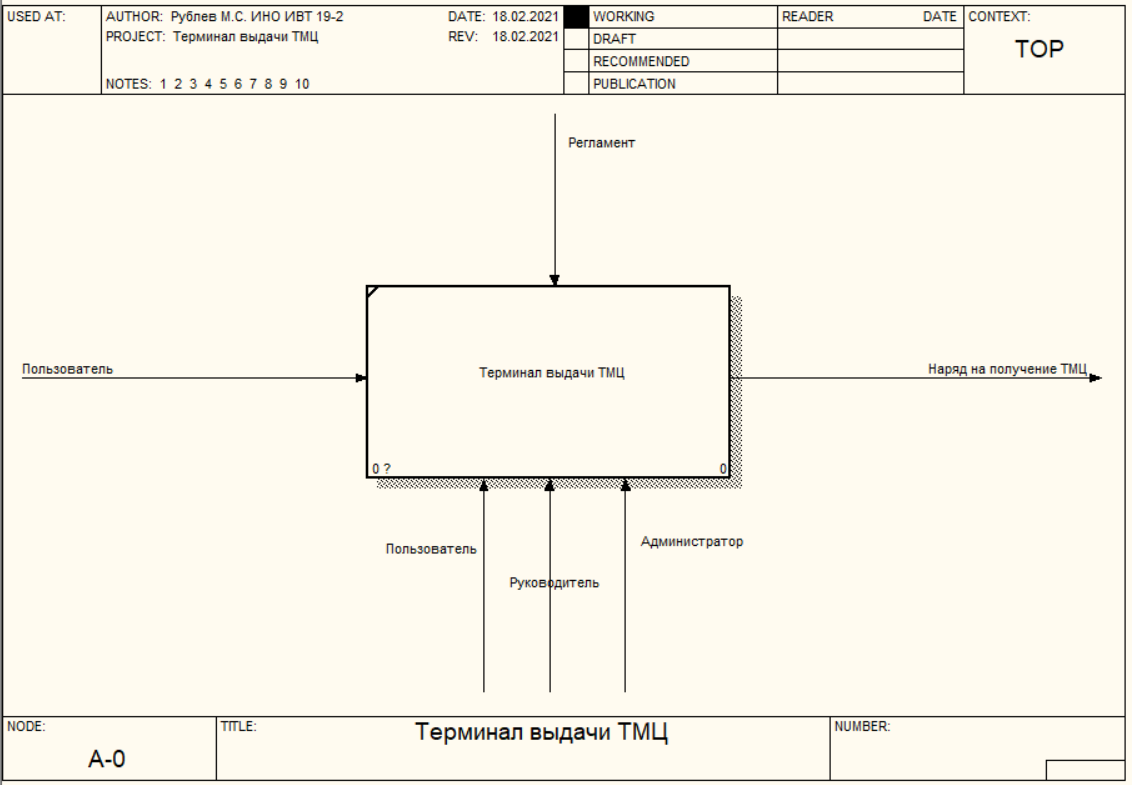 USED AT:
AUTHOR: Рублев М.С. ИНО ИВТ 19-2
DATE: 18.02.2021
PROJECT: Терминал выдачи ТМЦ
REV: 18.02.2021
NOTES: 1 2 3 4 5 6 7 8 9 10
WORKING
DRAFT
RECOMMENDED
PUBLICATION
READER DATE
CONTEXT:
TOP
Регламент
Пользователь
Терминал выдачи ТМЦ
Наряд на получение ТМЦ
0 ? 0
Пользователь
Администратор
Руководитель
NODE:
A-0
TITLE:
Терминал выдачи ТМЦ
NUMBER: